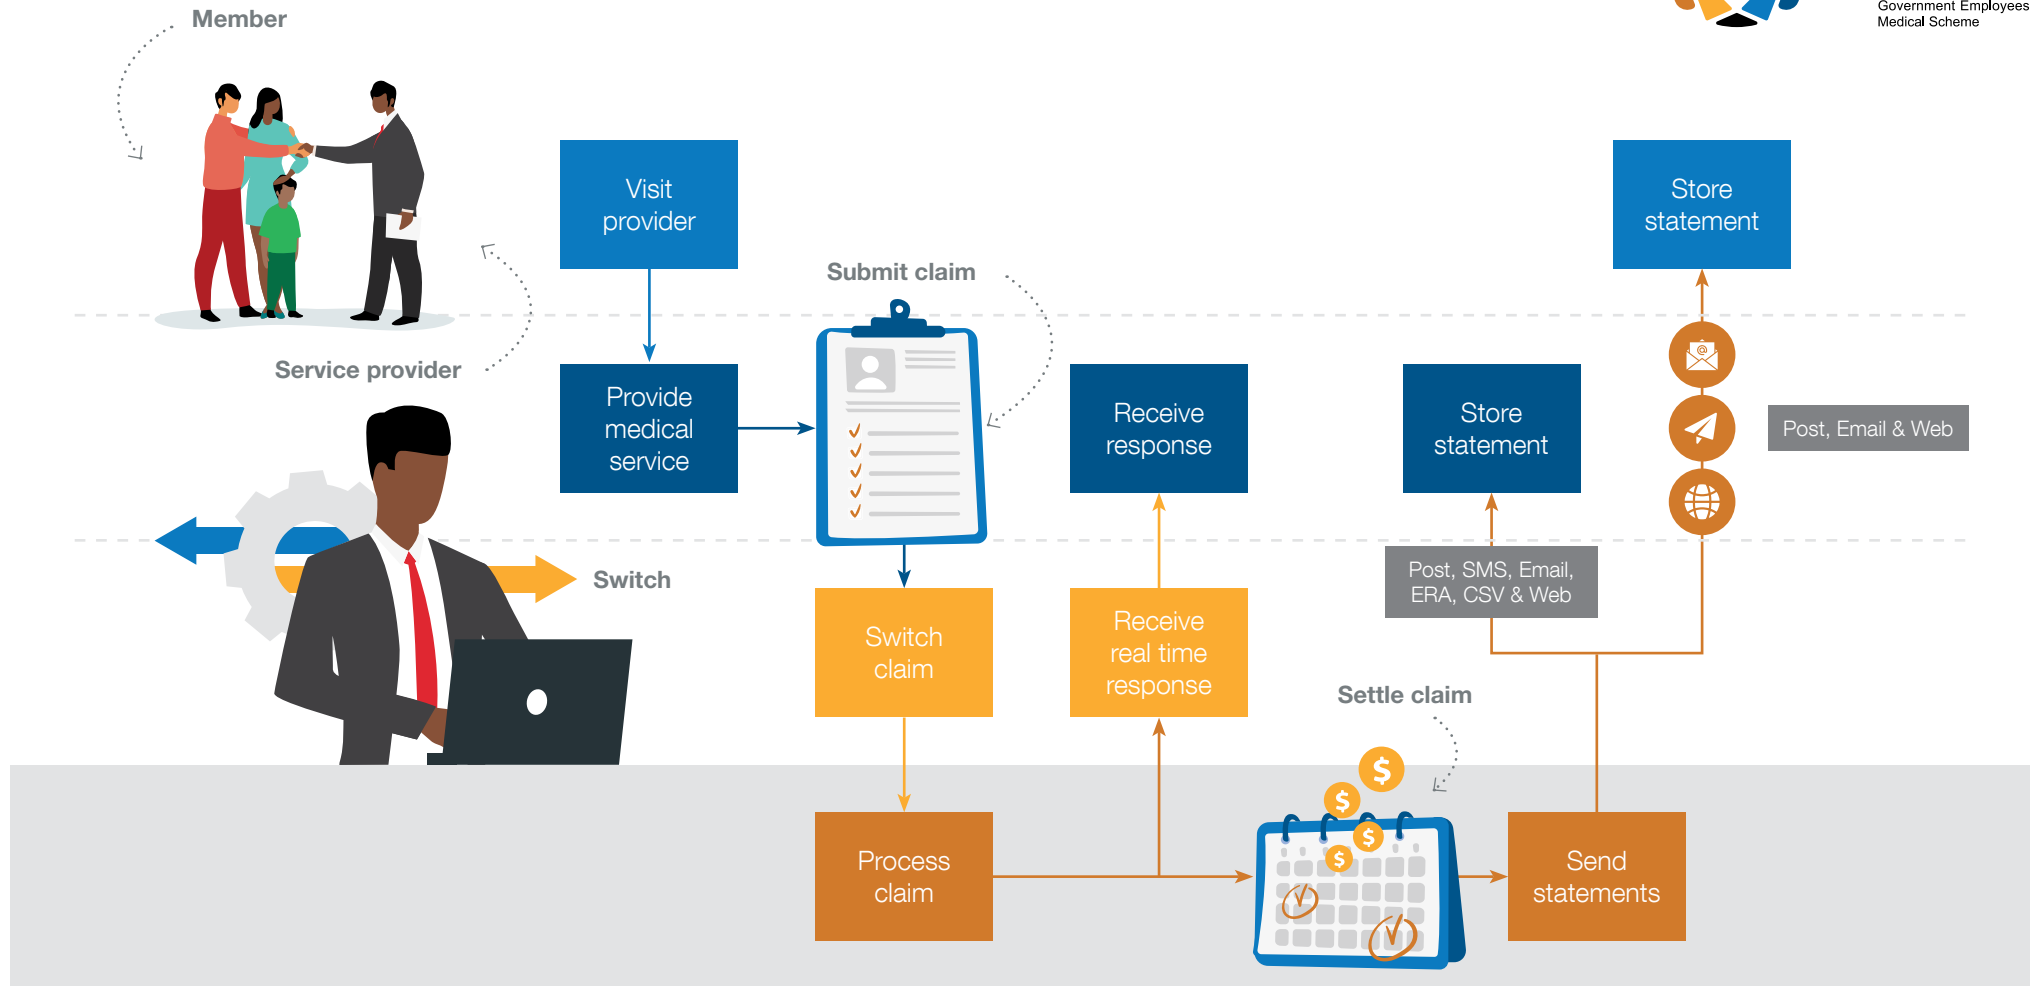 Government Employees
Medical Scheme
Member
Visit
provider
Store
statement
Submit claim
Service provider
Provide
medical
service
Receive
response
Store
statement
Post, Email & Web
Switch
Post, SMS, Email,
ERA, CSV & Web
Switch
claim
Receive
real time
response
Settle claim
Process
claim
Send
statements